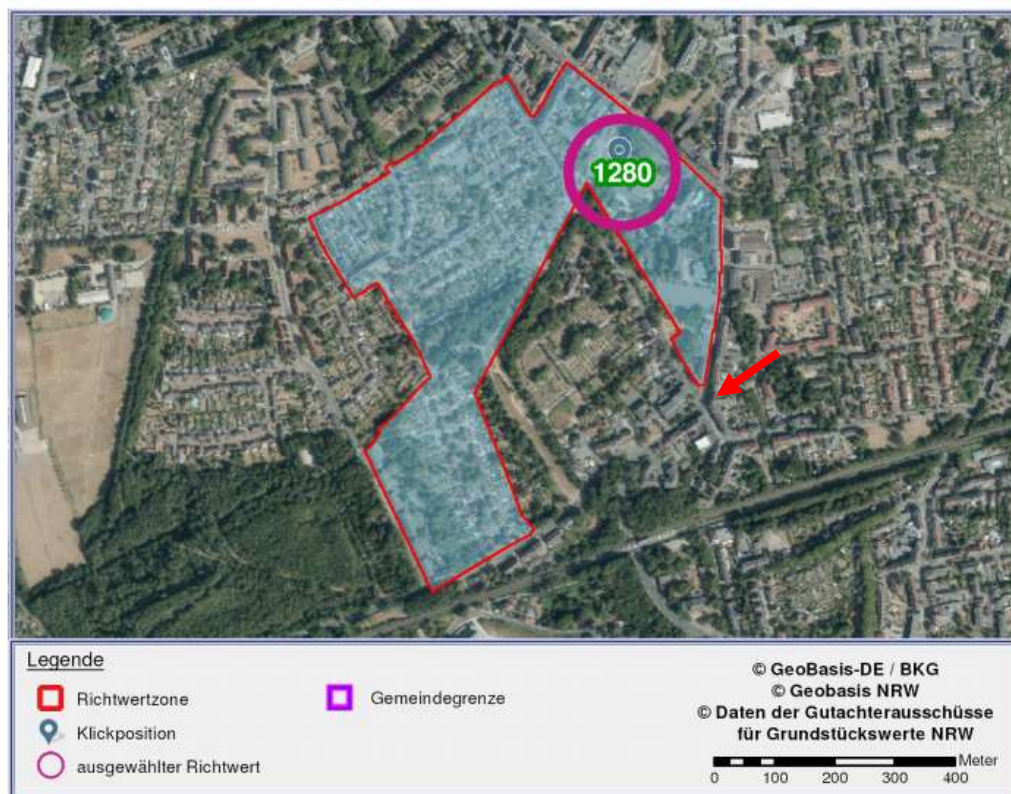 1280
Legende
Richtwertzone
Klickposition
ausgewählter Richtwert
Gemeindegrenze
© GeoBasis-DE / BKG
© Geobasis NRW
© Daten der Gutachterausschüsse
für Grundstückswerte NRW
Meter
0 100 200 300 400